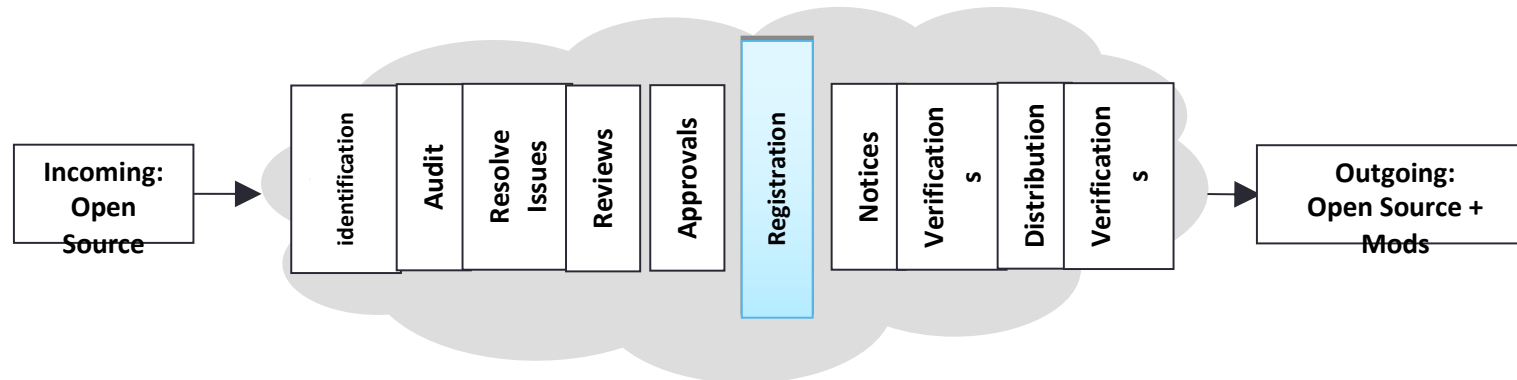 Incoming:
Open
Source
identification
Audit
Resolve
Issues
Reviews
Approvals
Registration
Notices
Verification
s
Distribution
Verification
s
Outgoing:
Open Source +
Mods